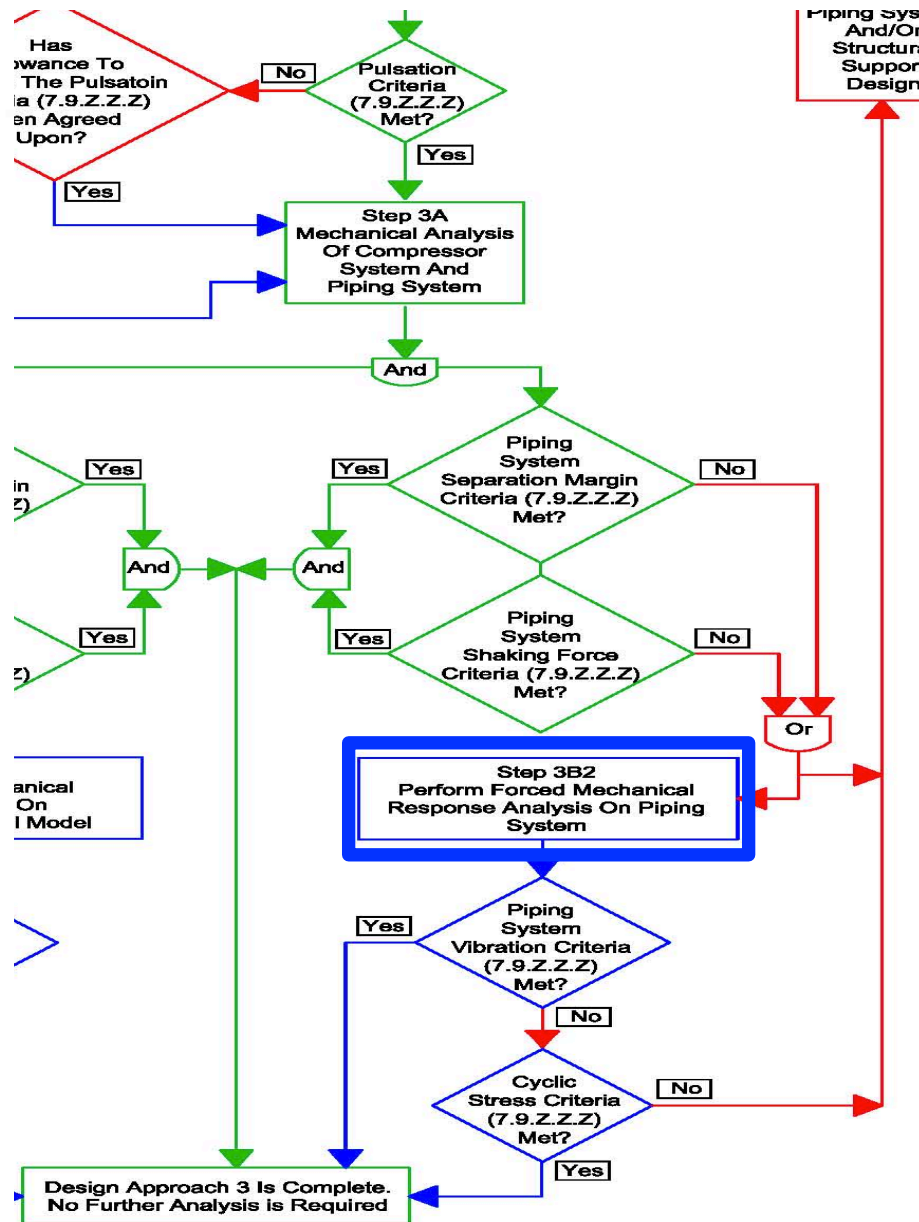 Has
owance To
The Pulsatoin
ia (7.9.Z.Z.Z)
en Agreed
Upon?
No
Pulsation
Criteria
(7.9.Z.Z.Z)
Met?
Piping Sys
And/Or
Structura
Suppor
Design
Yes
Yes
Step 3A
Mechanical Analysis
Of Compressor
System And
Piping System
And
in
Z)
Yes
Yes
Piping
System
Separation Margin
Criteria (7.9.Z.Z.Z)
Met?
No
And
And
Z)
Yes
Yes
Piping
System
Shaking Force
Criteria (7.9.Z.Z.Z)
Met?
No
Or
anical
On
l Model
Step 3B2
Perform Forced Mechanical
Response Analysis On Piping
System
Yes
Piping
System
Vibration Criteria
(7.9.Z.Z.Z)
Met?
No
Cyclic
Stress Criteria
(7.9.Z.Z.Z)
Met?
No
Yes
Design Approach 3 Is Complete.
No Further Analysis is Required